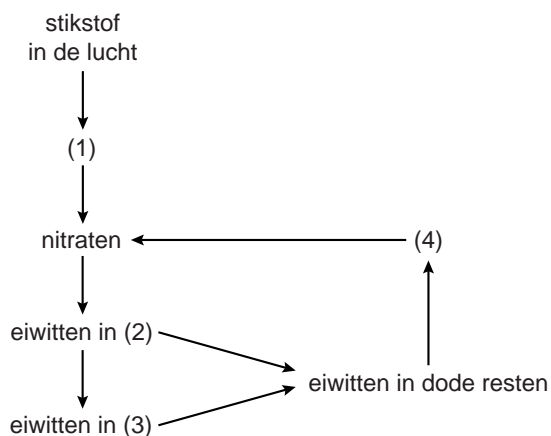 stikstof
in de lucht
(1)
nitraten
(4)
eiwitten in (2)
eiwitten in dode resten
eiwitten in (3)